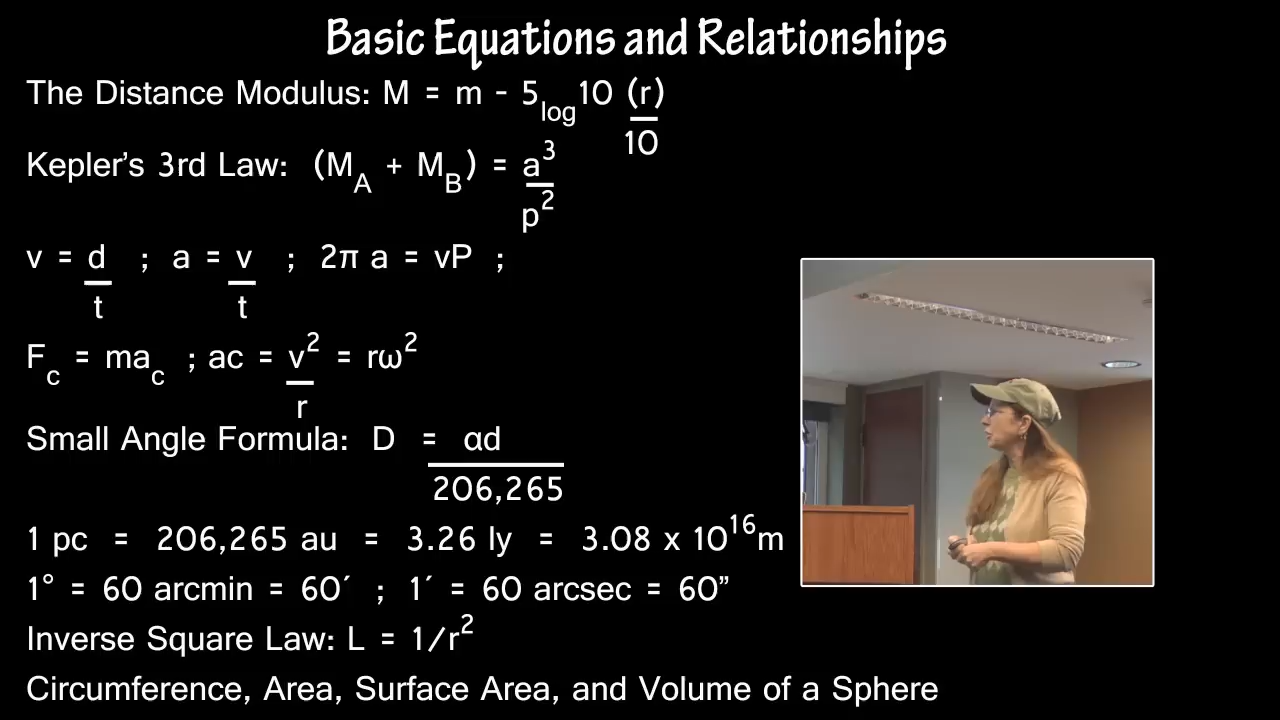 Basic Equations and Relationships
The Distance Modulus: M = m - 5log10 (r)
10
Kepler's 3rd Law: (MA + MB) = a³
p²
v = d ; a = v ; 2π a = vP ;
t t
Fc = mac ; ac = v² = rω²
r
Small Angle Formula: D = αd
206,265
1 pc = 206,265 au = 3.26 ly = 3.08 x 10¹⁶m
1° = 60 arcmin = 60´ ; 1´ = 60 arcsec = 60”
Inverse Square Law: L = 1/r²
Circumference, Area, Surface Area, and Volume of a Sphere